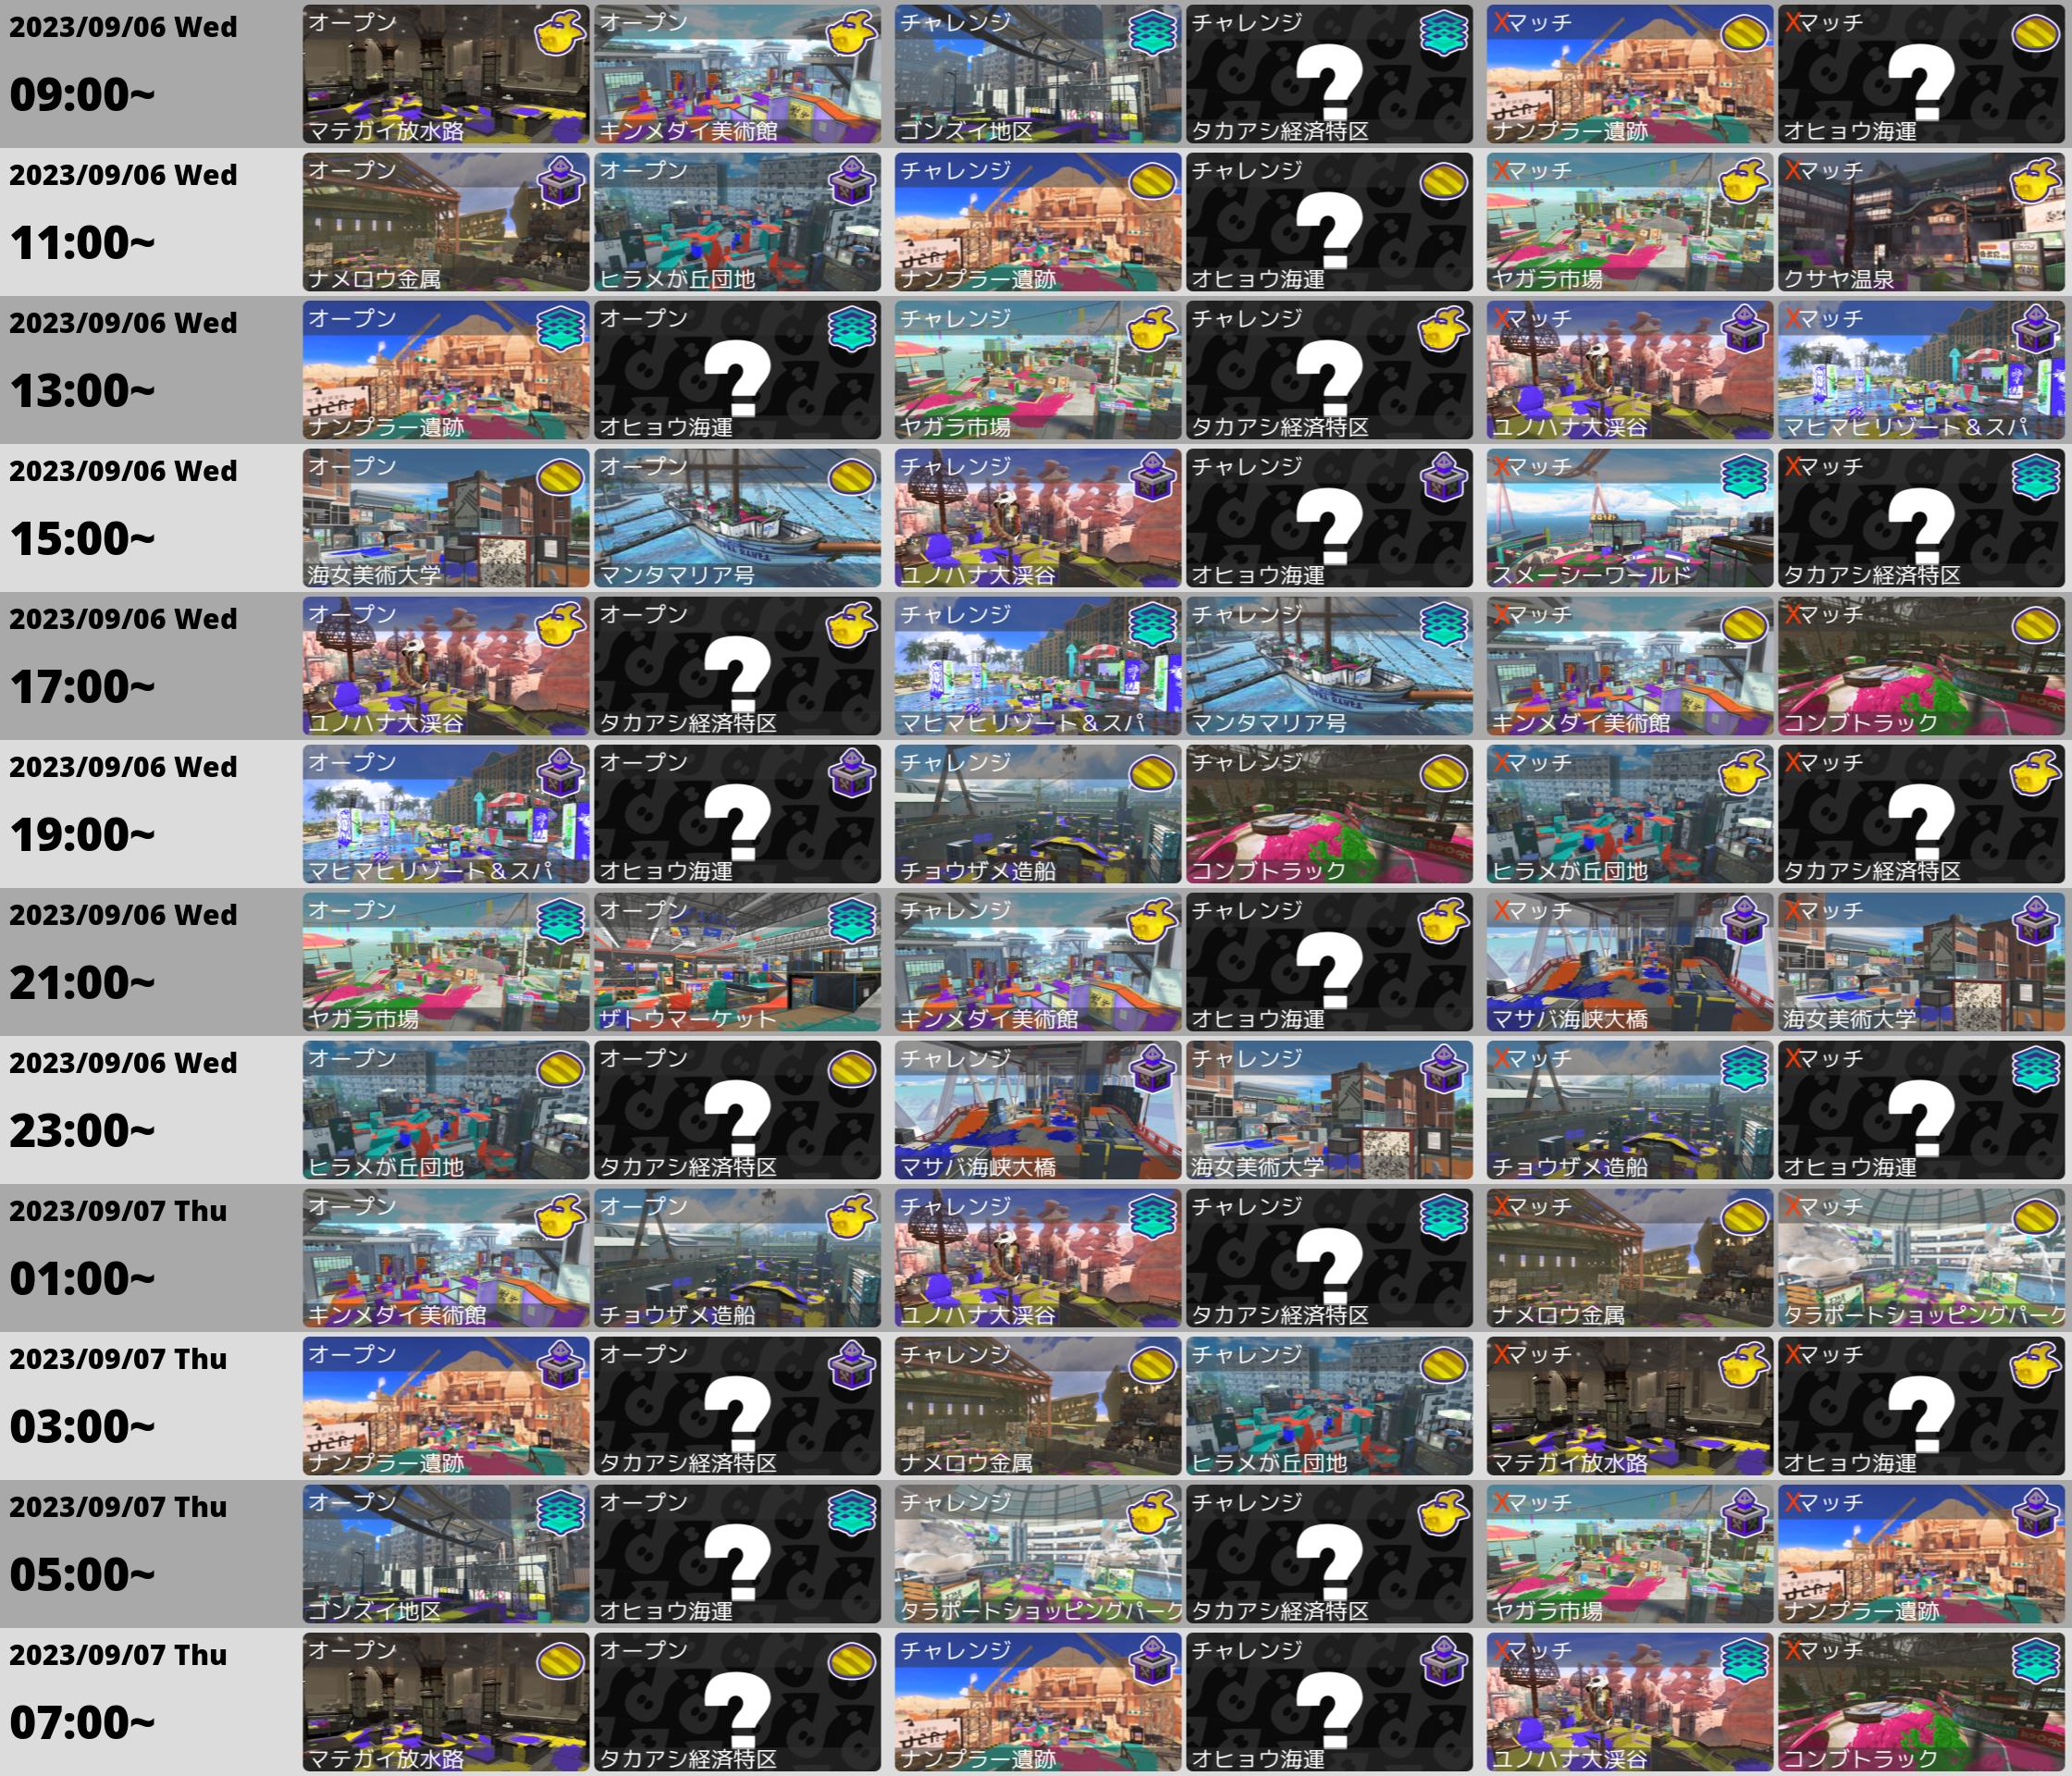 2023/09/06 Wed
09:00~
オープン
マテガイ放水路
オープン
キンメダイ美術館
チャレンジ
ゴンズイ地区
チャレンジ
?
タカアシ経済特区
Xマッチ
ナンプラー遺跡
Xマッチ
?
オヒョウ海運
2023/09/06 Wed
11:00~
オープン
ナメロウ金属
オープン
ヒラメが丘団地
チャレンジ
ナンプラー遺跡
チャレンジ
?
オヒョウ海運
Xマッチ
ヤガラ市場
Xマッチ
クサヤ温泉
2023/09/06 Wed
13:00~
オープン
ナンプラー遺跡
オープン
?
オヒョウ海運
チャレンジ
ヤガラ市場
チャレンジ
?
タカアシ経済特区
Xマッチ
ユノハナ大渓谷
Xマッチ
マヒマヒリゾート＆スパ
2023/09/06 Wed
15:00~
オープン
海女美術大学
オープン
マンタマリア号
チャレンジ
ユノハナ大渓谷
チャレンジ
?
オヒョウ海運
Xマッチ
スメーシーワールド
Xマッチ
?
タカアシ経済特区
2023/09/06 Wed
17:00~
オープン
ユノハナ大渓谷
オープン
?
タカアシ経済特区
チャレンジ
マヒマヒリゾート＆スパ
チャレンジ
マンタマリア号
Xマッチ
キンメダイ美術館
Xマッチ
コンブトラック
2023/09/06 Wed
19:00~
オープン
マヒマヒリゾート＆スパ
オープン
?
オヒョウ海運
チャレンジ
チョウザメ造船
チャレンジ
コンブトラック
Xマッチ
ヒラメが丘団地
Xマッチ
?
タカアシ経済特区
2023/09/06 Wed
21:00~
オープン
ヤガラ市場
オープン
ザトウマーケット
チャレンジ
キンメダイ美術館
チャレンジ
?
オヒョウ海運
Xマッチ
マサバ海峡大橋
Xマッチ
海女美術大学
2023/09/06 Wed
23:00~
オープン
ヒラメが丘団地
オープン
?
タカアシ経済特区
チャレンジ
マサバ海峡大橋
チャレンジ
海女美術大学
Xマッチ
チョウザメ造船
Xマッチ
?
オヒョウ海運
2023/09/07 Thu
01:00~
オープン
キンメダイ美術館
オープン
チョウザメ造船
チャレンジ
ユノハナ大渓谷
チャレンジ
?
タカアシ経済特区
Xマッチ
ナメロウ金属
Xマッチ
タラポートショッピングパーク
2023/09/07 Thu
03:00~
オープン
ナンプラー遺跡
オープン
?
タカアシ経済特区
チャレンジ
ナメロウ金属
チャレンジ
ヒラメが丘団地
Xマッチ
マテガイ放水路
Xマッチ
?
オヒョウ海運
2023/09/07 Thu
05:00~
オープン
ゴンズイ地区
オープン
?
オヒョウ海運
チャレンジ
タラポートショッピングパーク
チャレンジ
?
タカアシ経済特区
Xマッチ
ヤガラ市場
Xマッチ
ナンプラー遺跡
2023/09/07 Thu
07:00~
オープン
マテガイ放水路
オープン
?
タカアシ経済特区
チャレンジ
ナンプラー遺跡
チャレンジ
?
オヒョウ海運
Xマッチ
ユノハナ大渓谷
Xマッチ
コンブトラック